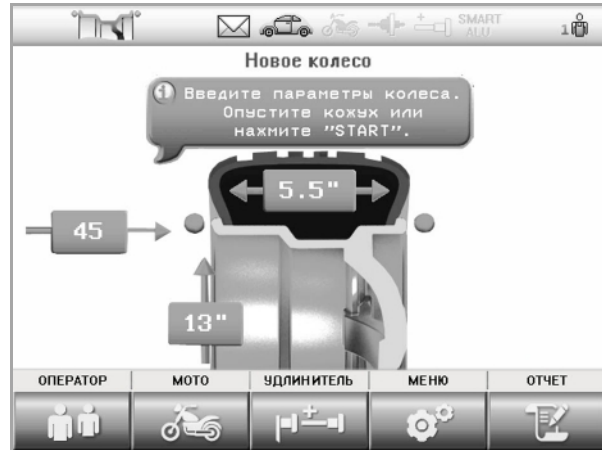 SMART
ALU
1
Новое колесо
Введите параметры колеса.
Опустите кожух или
нажмите "START".
5.5"
45
13"
ОПЕРАТОР
МОТО
УДЛИНИТЕЛЬ
МЕНЮ
ОТЧЕТ